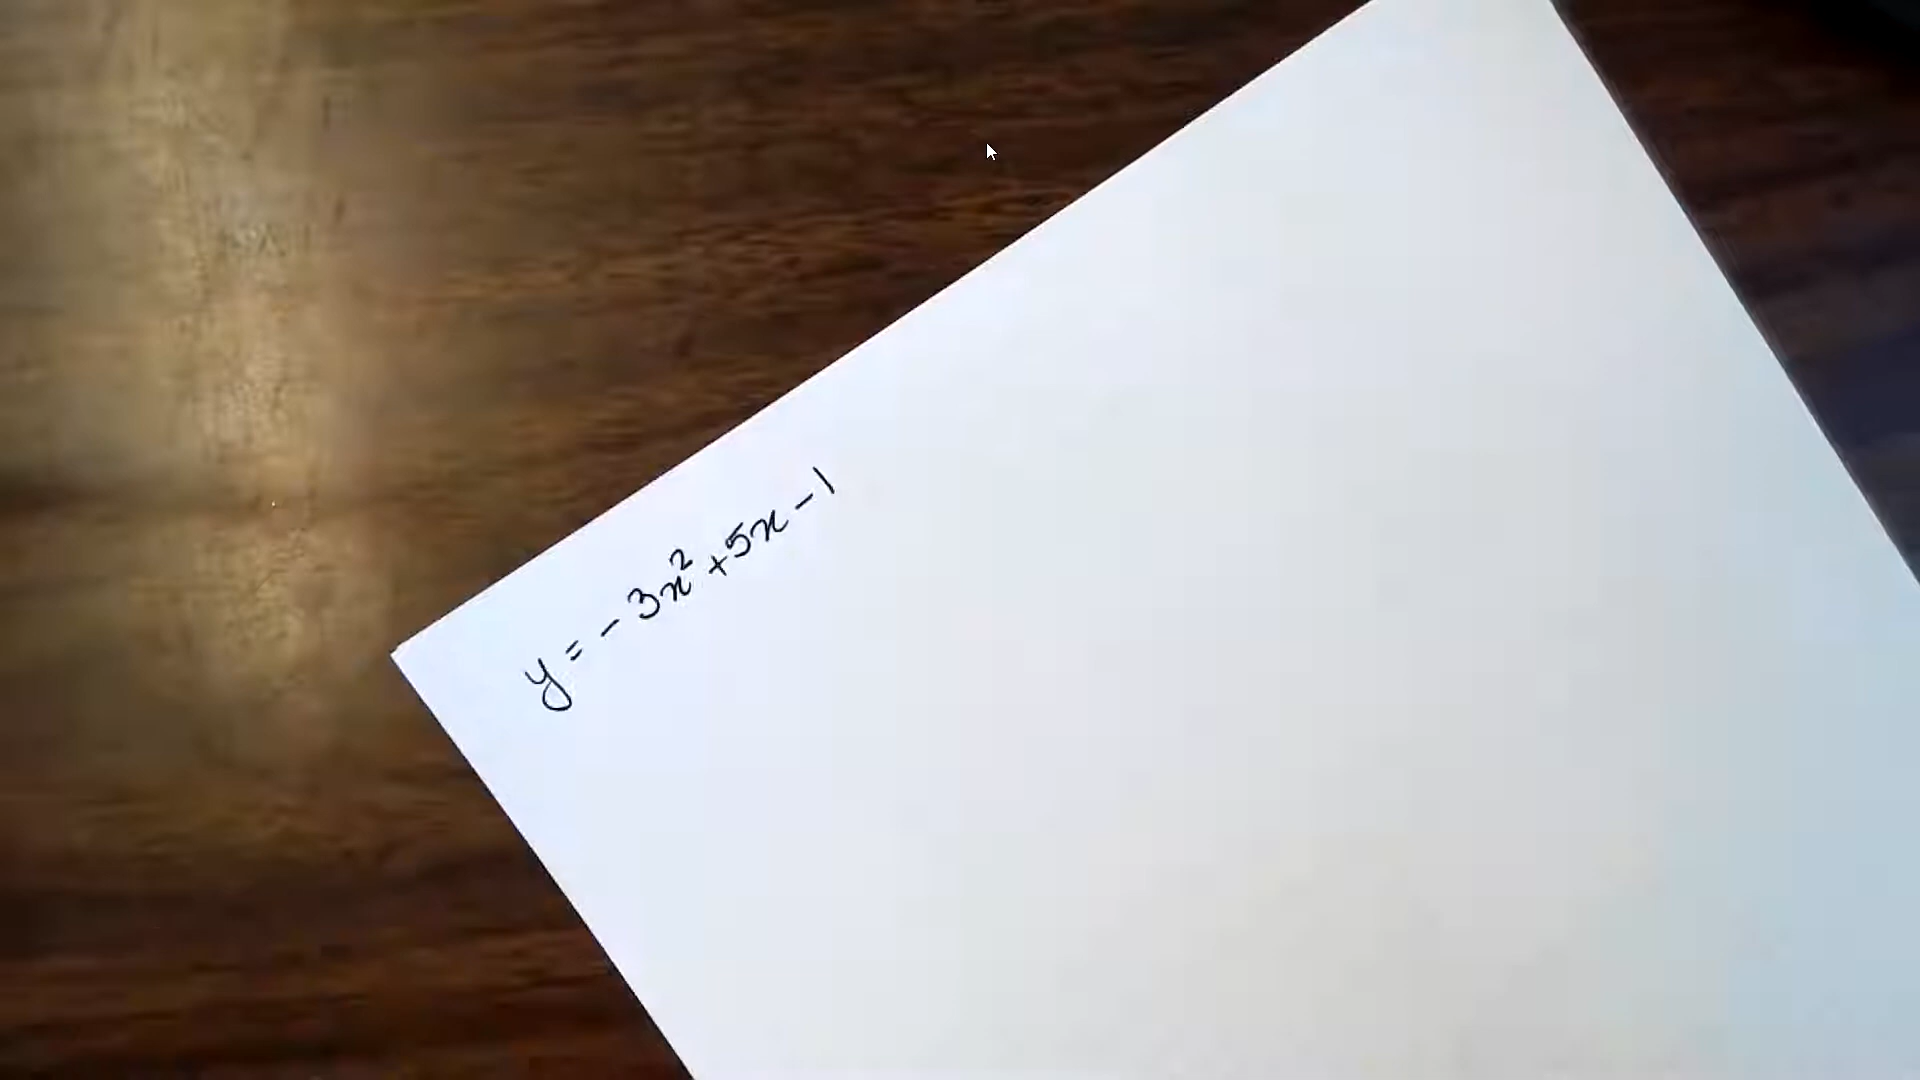 y = - 3x² + 5x - 1